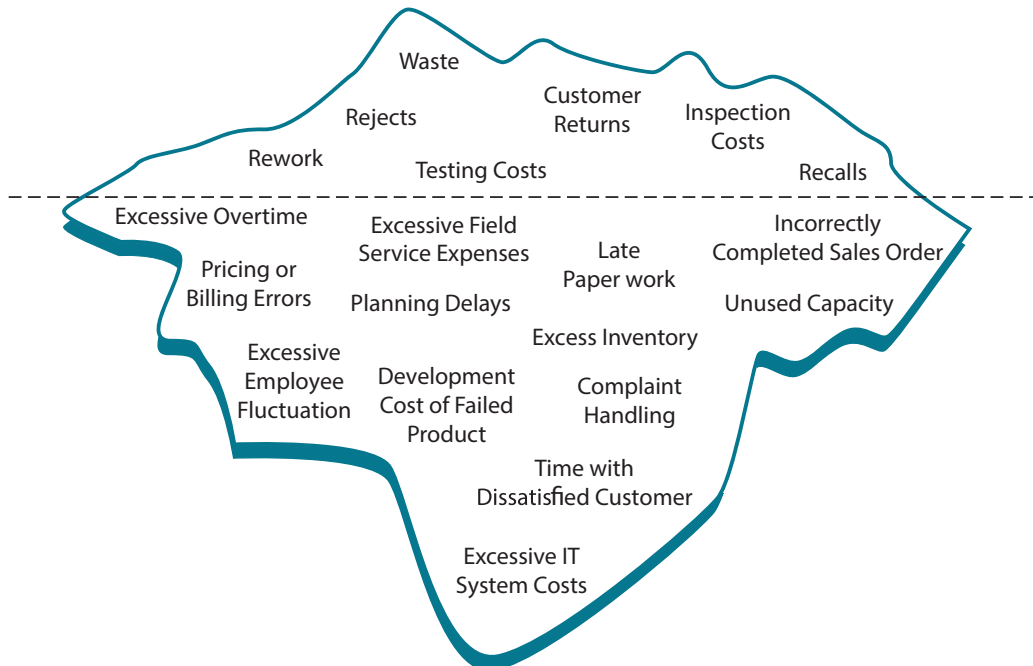 Waste
Customer
Returns
Rejects
Inspection
Costs
Rework
Testing Costs
Recalls
Excessive Overtime
Excessive Field
Service Expenses
Incorrectly
Completed Sales Order
Late
Paper work
Pricing or
Billing Errors
Planning Delays
Unused Capacity
Excess Inventory
Excessive
Employee
Fluctuation
Development
Cost of Failed
Product
Complaint
Handling
Time with
Dissatisfied Customer
Excessive IT
System Costs